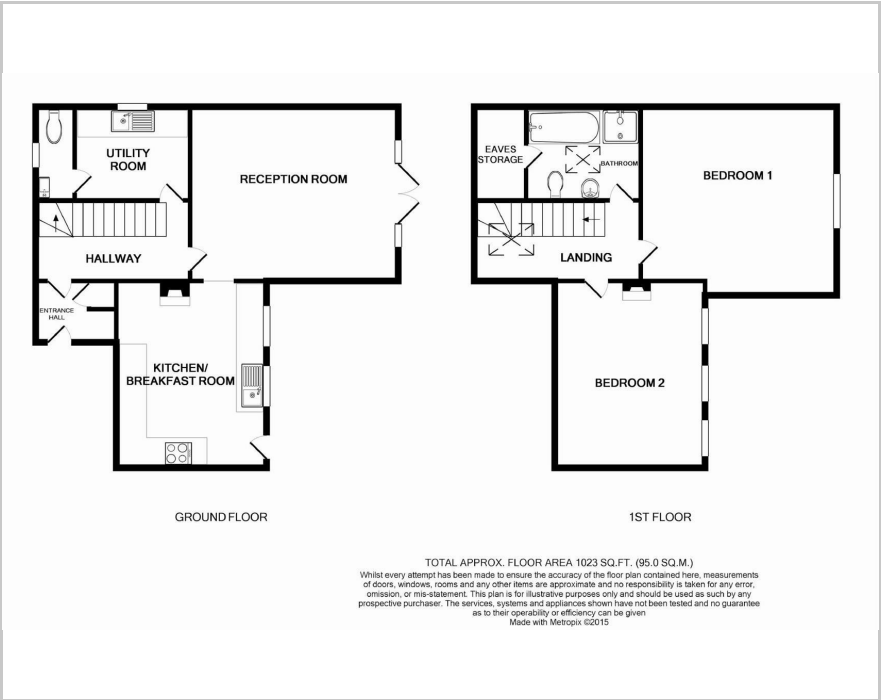 UTILITY
ROOM
RECEPTION ROOM
HALLWAY
ENTRANCE
HALL
KITCHEN/
BREAKFAST ROOM
GROUND FLOOR
EAVES
STORAGE
BATHROOM
BEDROOM 1
LANDING
BEDROOM 2
1ST FLOOR
TOTAL APPROX. FLOOR AREA 1023 SQ.FT. (95.0 SQ.M.)
Whilst every attempt has been made to ensure the accuracy of the floor plan contained here, measurements
of doors, windows, rooms and any other items are approximate and no responsibility is taken for any error,
omission, or mis-statement. This plan is for illustrative purposes only and should be used as such by any
prospective purchaser. The services, systems and appliances shown have not been tested and no guarantee
as to their operability or efficiency can be given
Made with Metropix ©2015